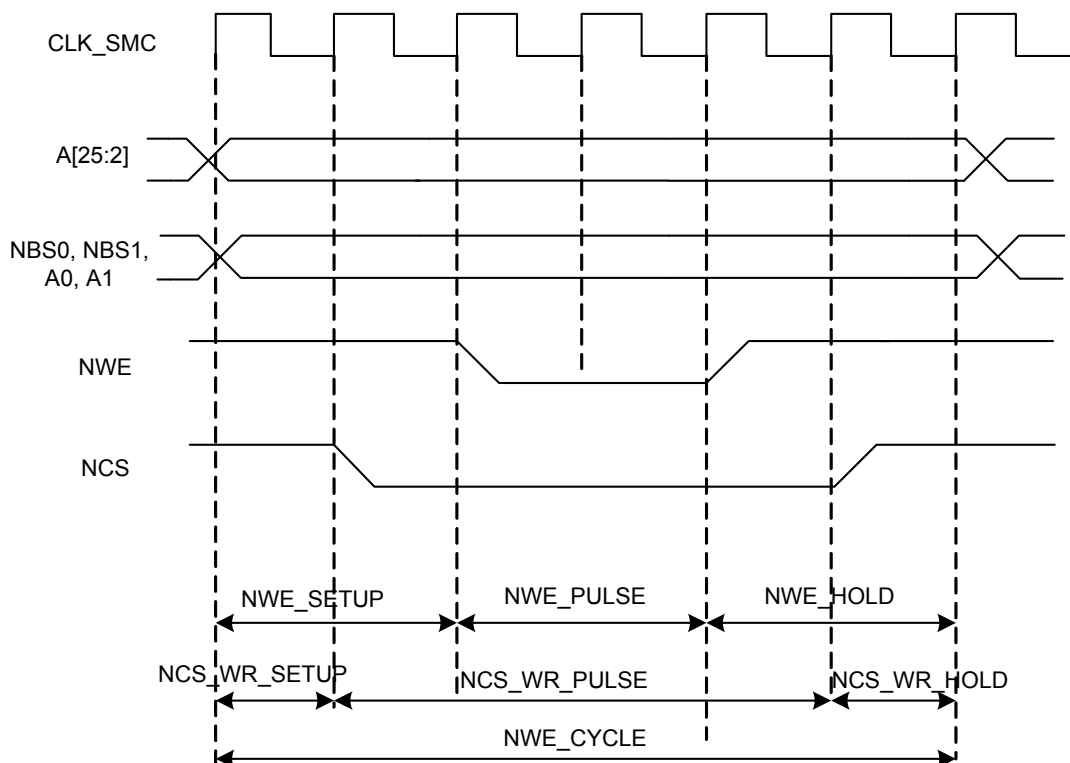 CLK_SMC
A[25:2]
NBS0, NBS1,
A0, A1
NWE
NCS
NWE_SETUP
NWE_PULSE
NWE_HOLD
NCS_WR_SETUP
NCS_WR_PULSE
NCS_WR_HOLD
NWE_CYCLE